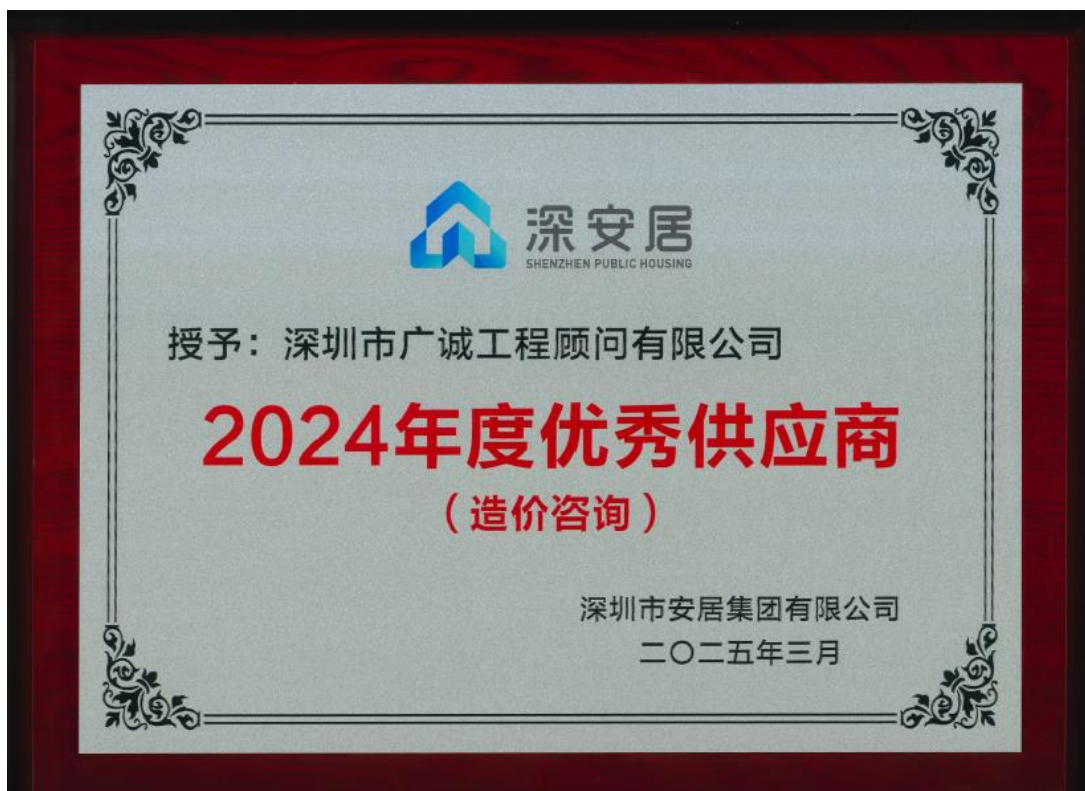 深安居
SHENZHEN PUBLIC HOUSING
授予：深圳市广诚工程顾问有限公司
2024年度优秀供应商
（造价咨询）
深圳市安居集团有限公司
二〇二五年三月